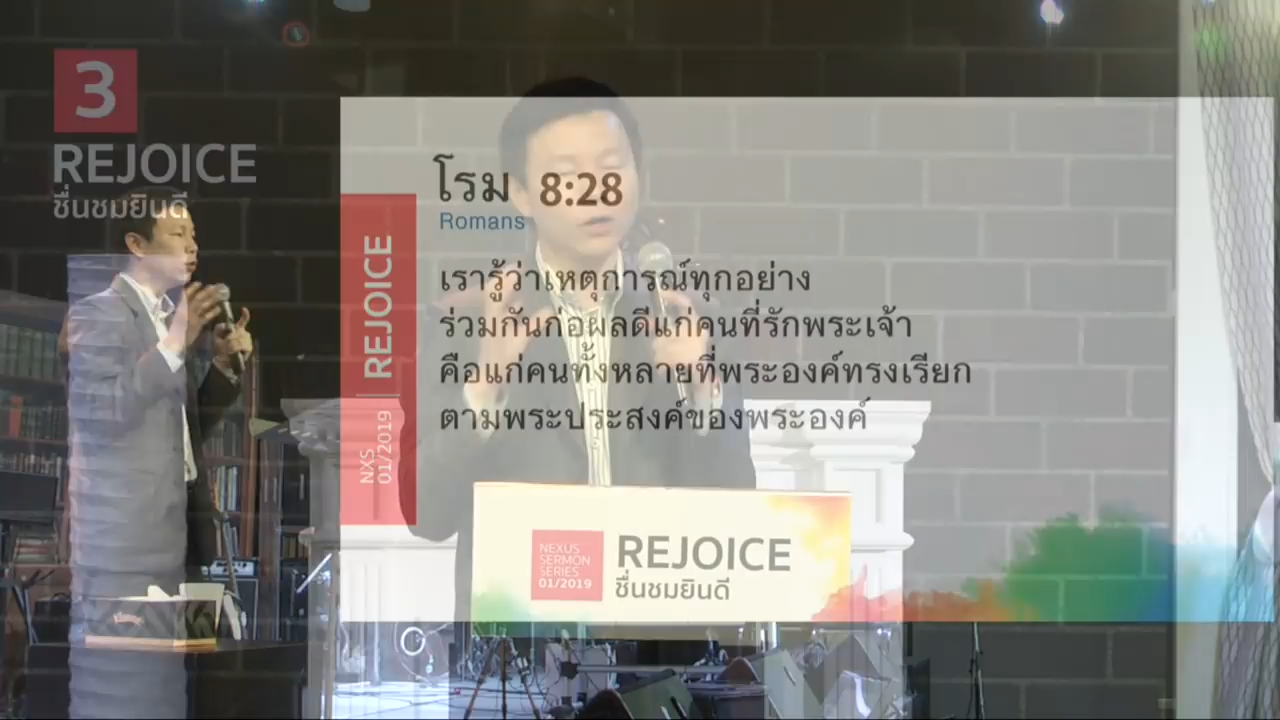 3
REJOICE
ชื่นชมยินดี
โรม 8:28
Romans
เรารู้ว่าเหตุการณ์ทุกอย่าง
ร่วมกันก่อผลดีแก่คนที่รักพระเจ้า
คือแก่คนทั้งหลายที่พระองค์ทรงเรียก
ตามพระประสงค์ของพระองค์
NXS
01/2019
REJOICE
NEXUS
SERMON
SERIES
01/2019
REJOICE
ชื่นชมยินดี